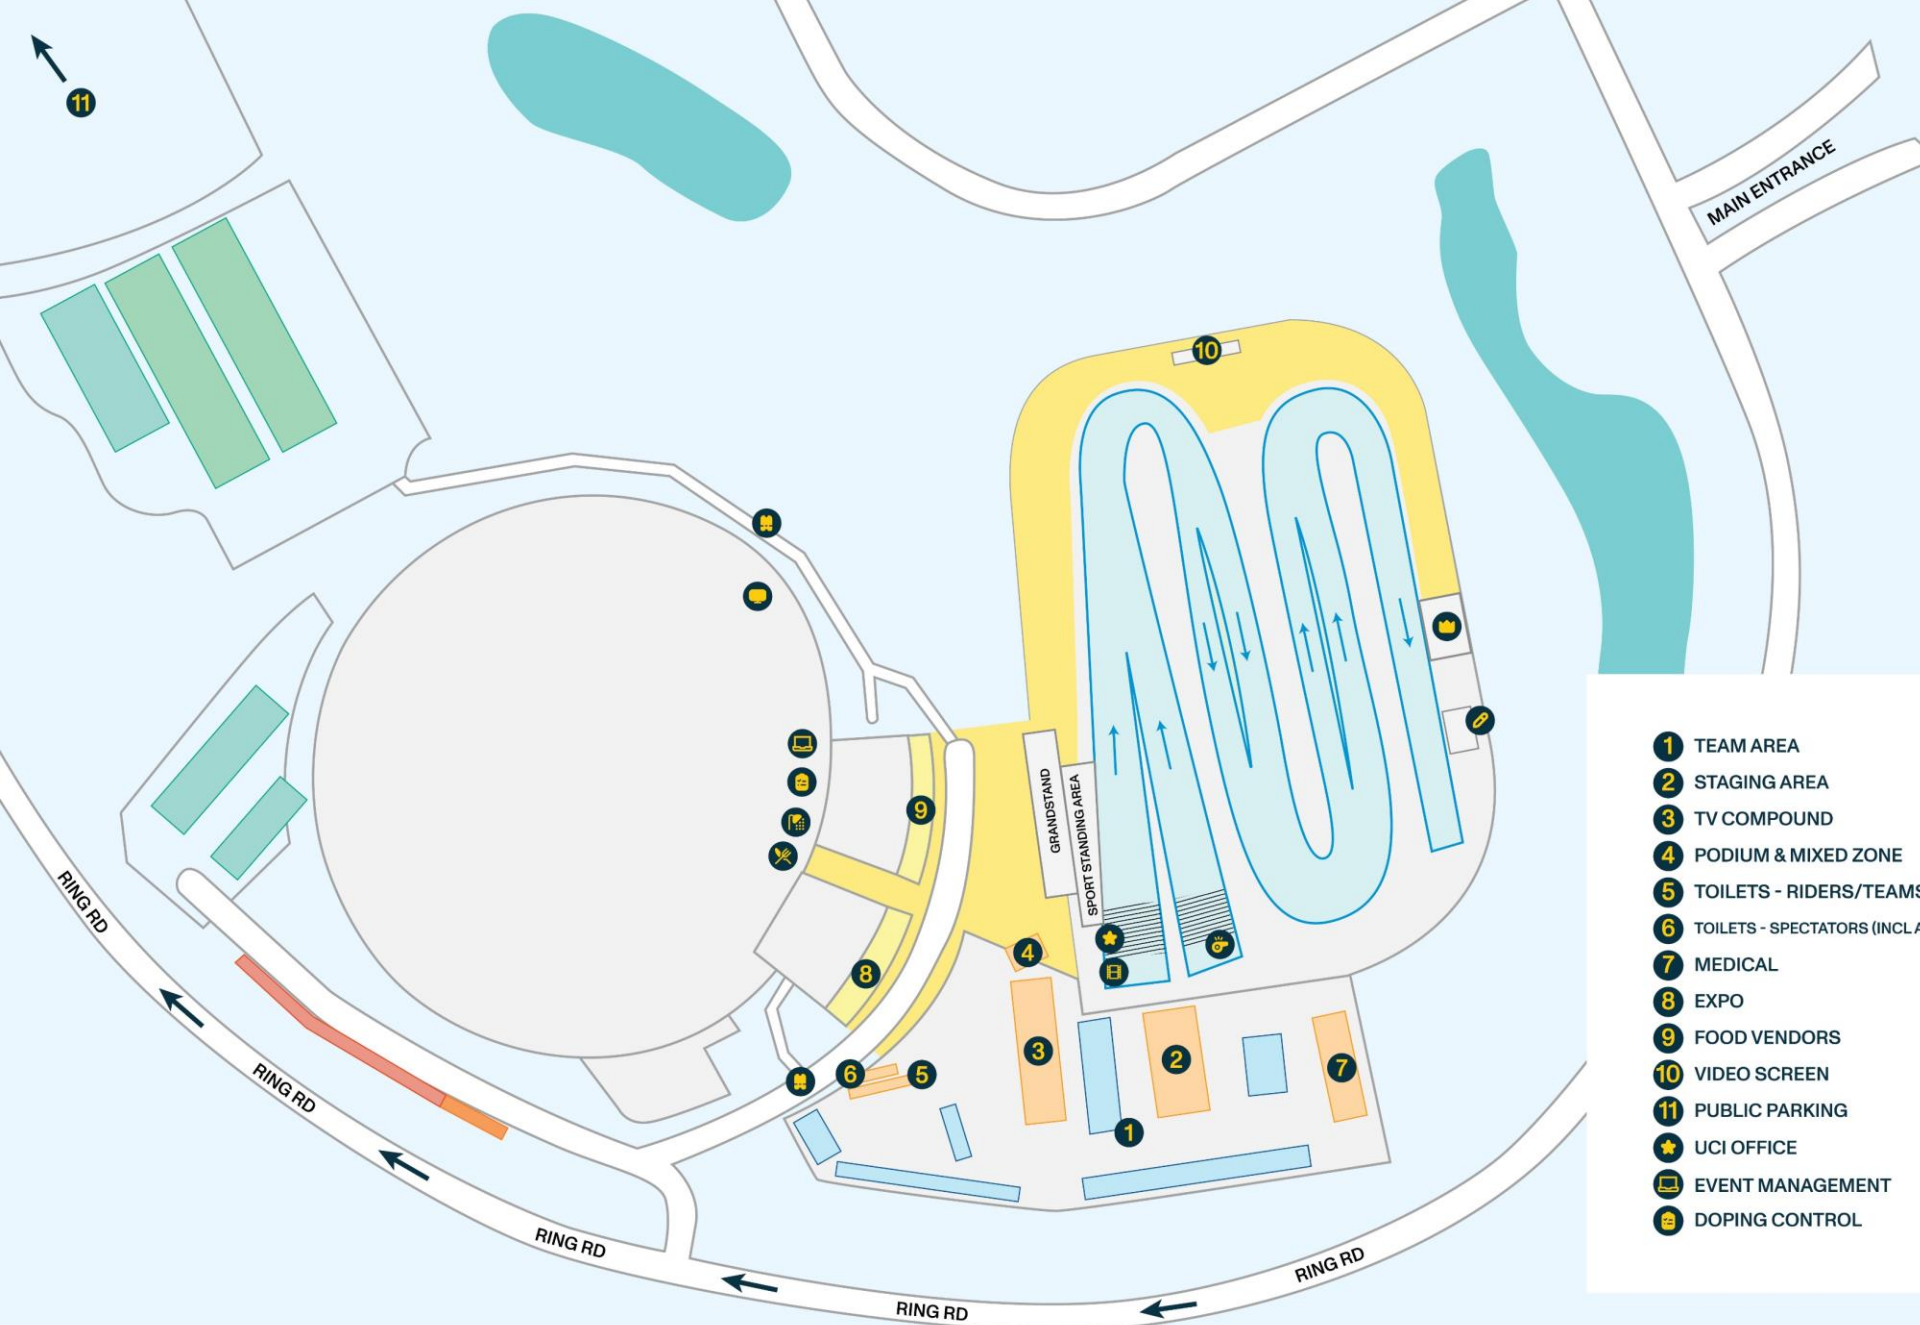 11
MAIN ENTRANCE
10
GRANDSTAND
SPORT STANDING AREA
9
8
4
3
2
7
6
5
1
RING RD
RING RD
RING RD
RING RD
RING RD
1 TEAM AREA
2 STAGING AREA
3 TV COMPOUND
4 PODIUM & MIXED ZONE
5 TOILETS - RIDERS/TEAMS
6 TOILETS - SPECTATORS (INCL A
7 MEDICAL
8 EXPO
9 FOOD VENDORS
10 VIDEO SCREEN
11 PUBLIC PARKING
UCI OFFICE
EVENT MANAGEMENT
DOPING CONTROL